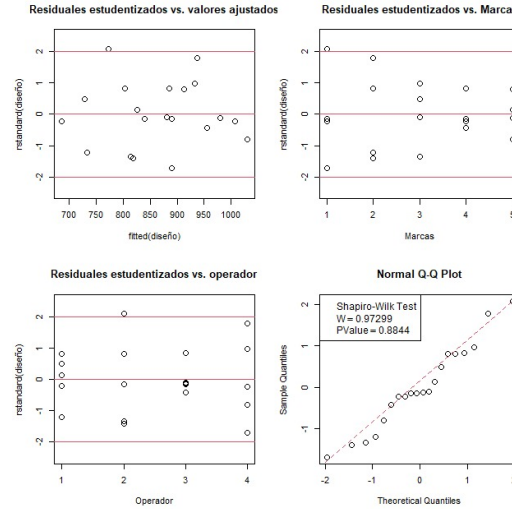 Residuales estudentizados vs. valores ajustados
rstandard(diseño)
2
1
0
-1
-2
700 750 800 850 900 950 1000
fitted(diseño)
Residuales estudentizados vs. Marca
rstandard(diseño)
2
1
0
-1
-2
1 2 3 4 5
Marcas
Residuales estudentizados vs. operador
rstandard(diseño)
2
1
0
-1
-2
1 2 3 4
Operador
Normal Q-Q Plot
Shapiro-Wilk Test
W = 0.97299
PValue = 0.8844
Sample Quantiles
2
1
0
-1
-2 -1 0 1 2
Theoretical Quantiles